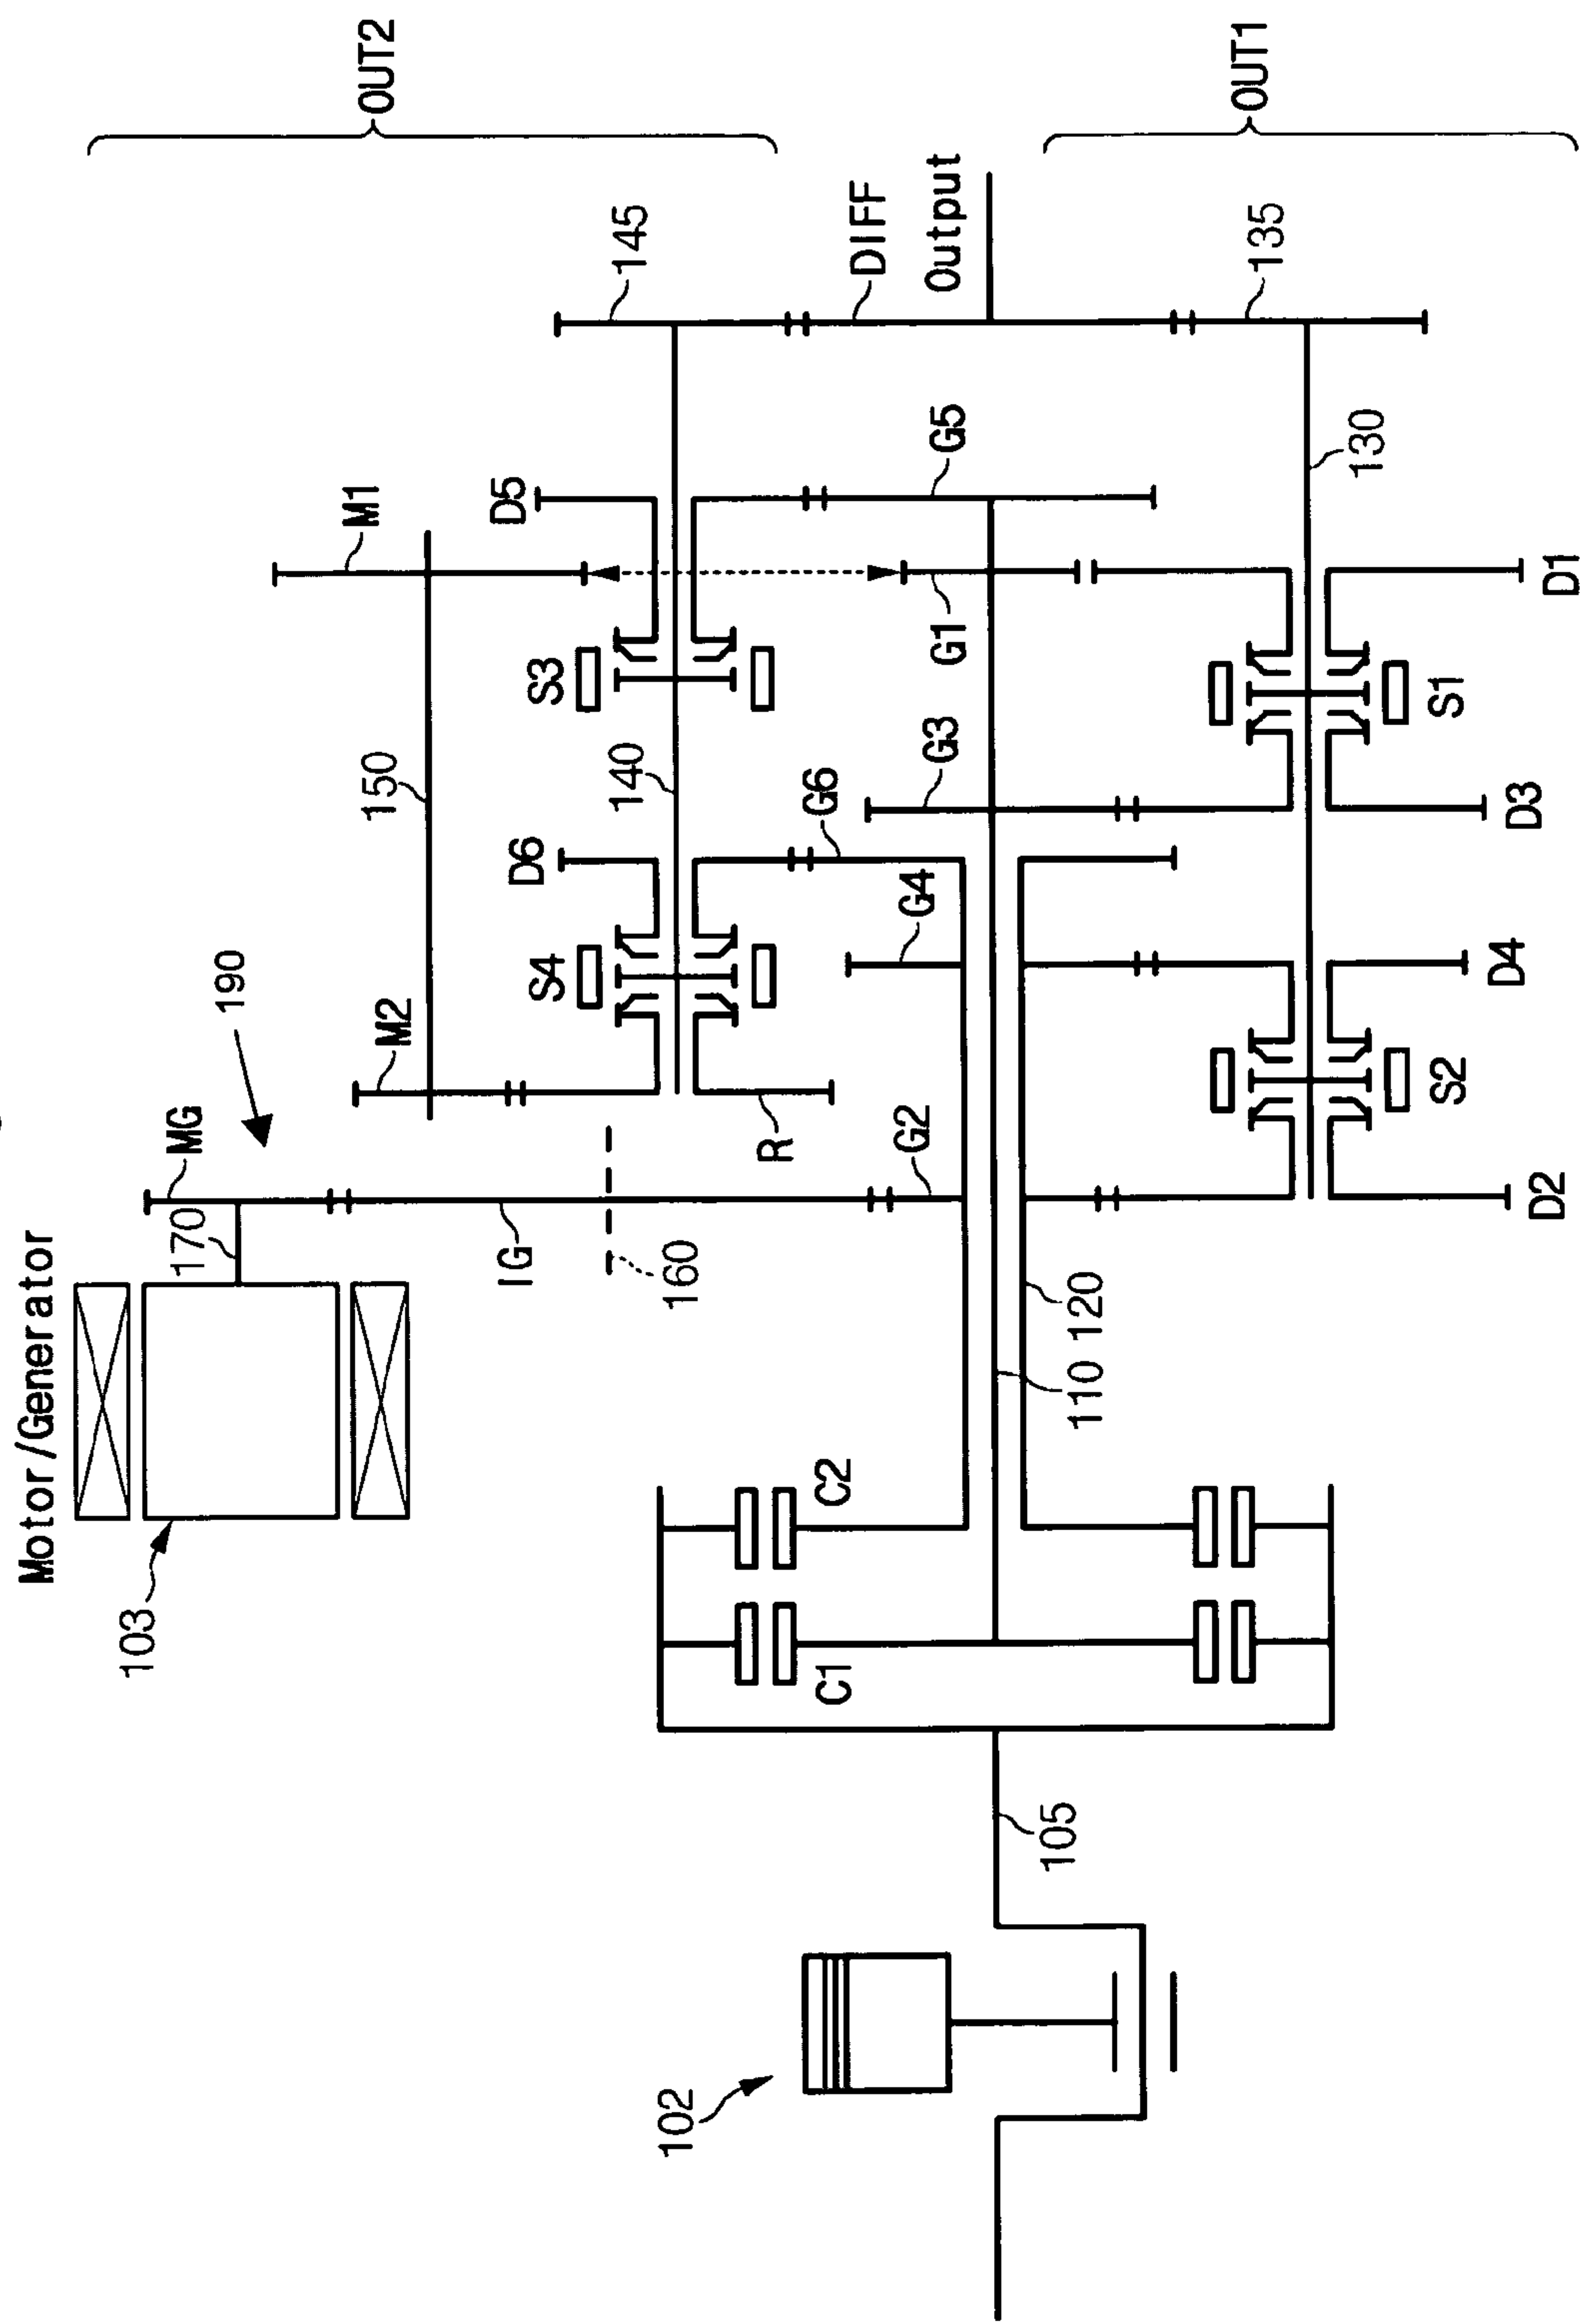 Motor/Generator
103
170
MG
190
IG
160
M2
150
M1
S4
D6
140
S3
D5
145
OUT2
R
G2
G4
G6
G3
G1
G5
DIFF
Output
102
105
C1
C2
110
120
D2
S2
D4
D3
S1
D1
130
135
OUT1